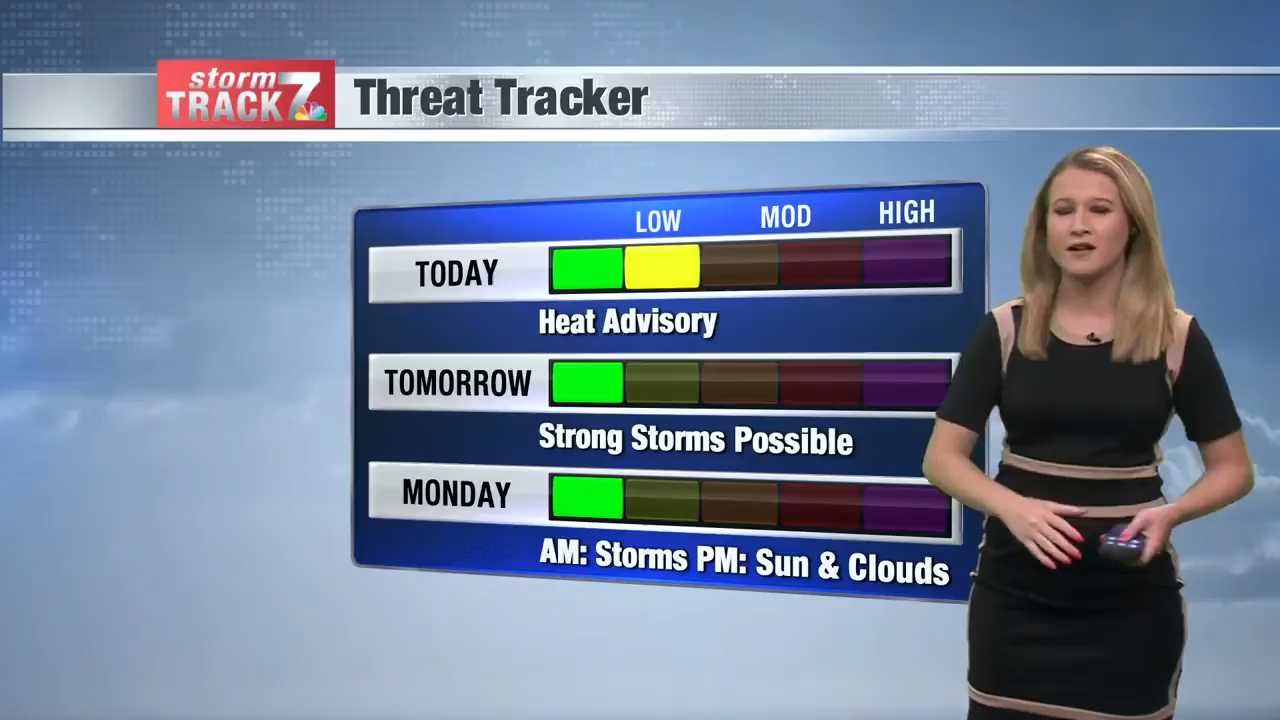 storm
TRACK 7
Threat Tracker
LOW MOD HIGH
TODAY
Heat Advisory
TOMORROW
Strong Storms Possible
MONDAY
AM: Storms PM: Sun & Clouds